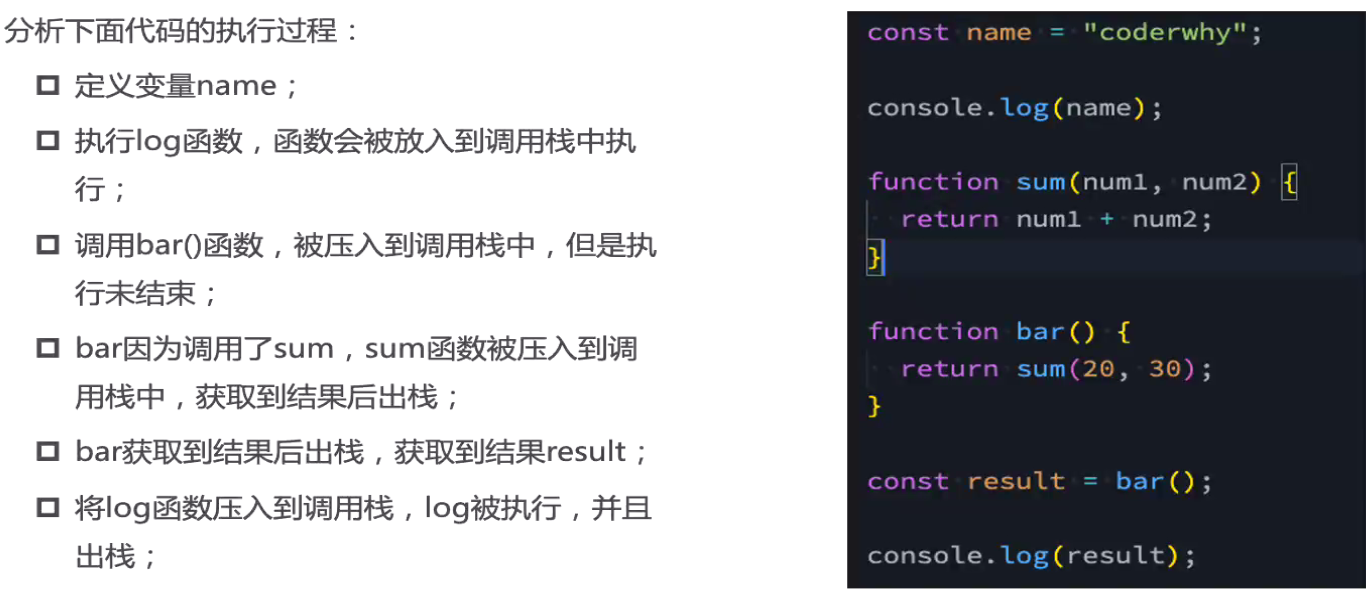 分析下面代码的执行过程：
定义变量name；
执行log函数，函数会被放入到调用栈中执
行；
调用bar()函数，被压入到调用栈中，但是执
行未结束；
bar因为调用了sum，sum函数被压入到调
用栈中，获取到结果后出栈；
bar获取到结果后出栈，获取到结果result；
将log函数压入到调用栈，log被执行，并且
出栈；
const name = "coderwhy";
console.log(name);
function sum(num1, num2) {
return num1 + num2;
}
function bar() {
return sum(20, 30);
}
const result = bar();
console.log(result);